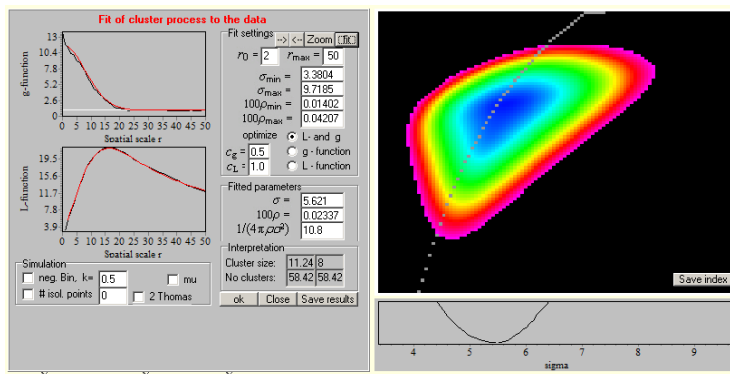 Fit of cluster process to the data
g-function
13
10.4
7.8
5.2
2.6
0
0 5 10 15 20 25 30 35 40 45 50
Spatial scale r
L-function
19.5
15.6
11.7
7.8
3.9
0 5 10 15 20 25 30 35 40 45 50
Spatial scale r
Simulation
neg. Bin, k= 0.5 mu
# isol. points 0 2 Thomas
Fit settings
--> <-- Zoom fit
r0 = 2 rmax = 50
σmin = 3.3804
σmax = 9.7185
100ρmin = 0.01402
100ρmax = 0.04207
optimize L- and g
cg = 0.5 g - function
cL = 1.0 L - function
Fitted parameters
σ = 5.621
100ρ = 0.02337
1/(4πρσ²) 10.8
Interpretation
Cluster size: 11.24 8
No clusters: 58.42 58.42
ok Close Save results
Save index
4 5 6 7 8 9
sigma